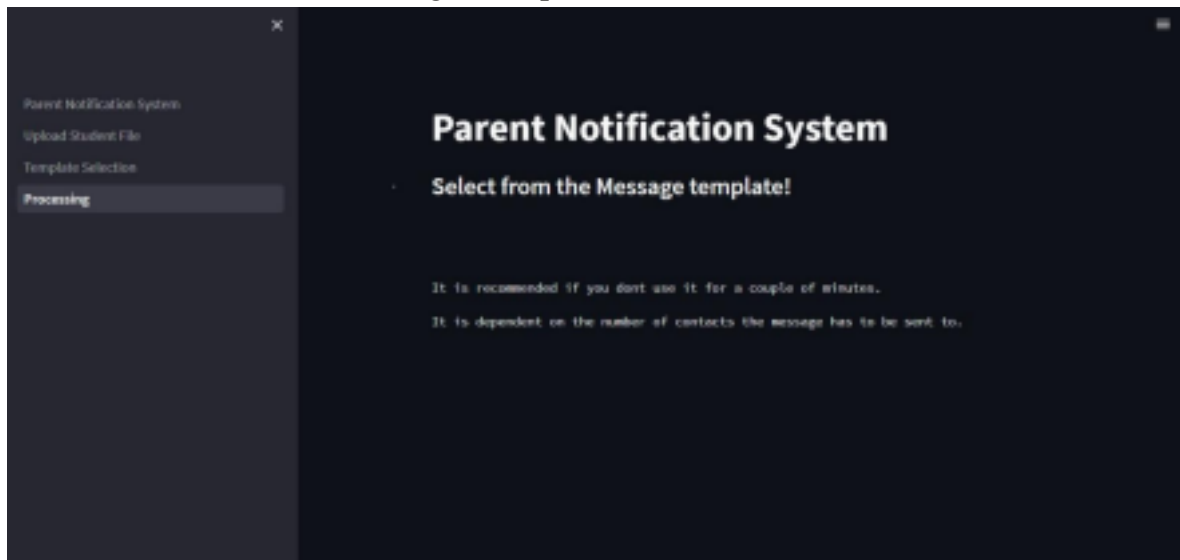 Parent Notification System
Upload Student File
Template Selection
Processing
Parent Notification System
Select from the Message template!
It is recommended if you dont use it for a couple of minutes.
It is dependent on the number of contacts the message has to be sent to.